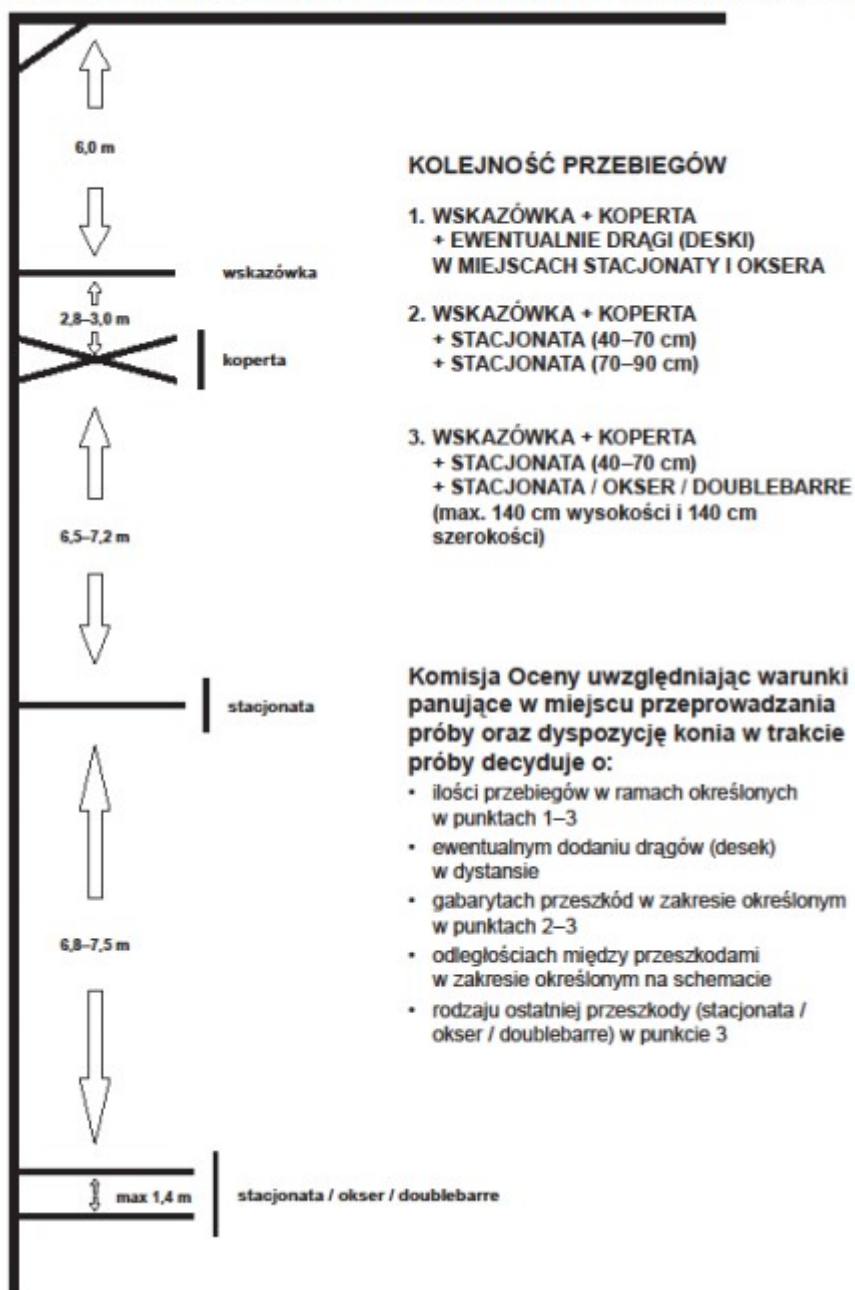 6,0 m
wskazówka
2,8–3,0 m
koperta
6,5–7,2 m
stacjonata
6,8–7,5 m
max 1,4 m
stacjonata / okser / doublebarre
KOLEJNOŚĆ PRZEBIEGÓW
1. WSKAZÓWKA + KOPERTA
+ EWENTUALNIE DRĄGI (DESKI)
W MIEJSCACH STACJONATY I OKSERA
2. WSKAZÓWKA + KOPERTA
+ STACJONATA (40–70 cm)
+ STACJONATA (70–90 cm)
3. WSKAZÓWKA + KOPERTA
+ STACJONATA (40–70 cm)
+ STACJONATA / OKSER / DOUBLEBARRE
(max. 140 cm wysokości i 140 cm
szerokości)
Komisja Oceny uwzględniając warunki
panujące w miejscu przeprowadzania
próby oraz dyspozycję konia w trakcie
próby decyduje o:
• ilości przebiegów w ramach określonych
w punktach 1–3
• ewentualnym dodaniu drągów (desek)
w dystansie
• gabarytach przeszkód w zakresie określonym
w punktach 2–3
• odległościach między przeszkodami
w zakresie określonym na schemacie
• rodzaju ostatniej przeszkody (stacjonata /
okser / doublebarre) w punkcie 3